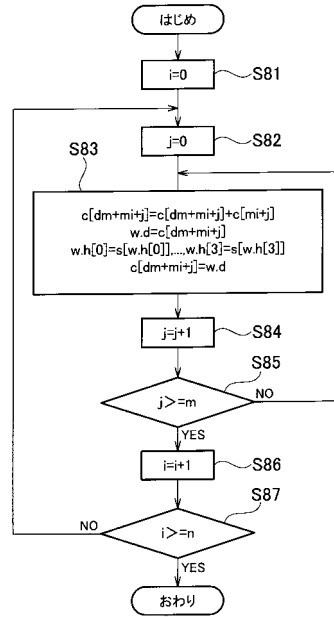 はじめ
i=0
S81
j=0
S82
S83
c[dm+mi+j]=c[dm+mi+j]+c[mi+j]
w.d=c[dm+mi+j]
w.h[0]=s[w.h[0]],...,w.h[3]=s[w.h[3]]
c[dm+mi+j]=w.d
j=j+1
S84
S85
j>=m
NO
YES
i=i+1
S86
S87
NO
i>=n
YES
おわり